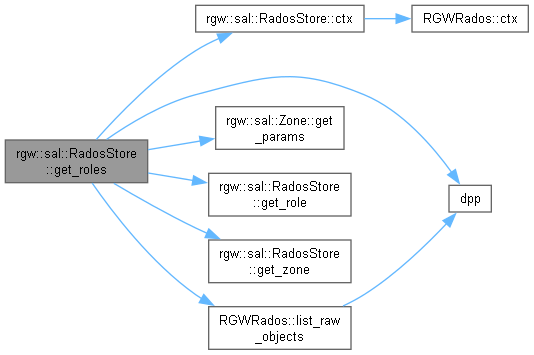 rgw::sal::RadosStore::ctx
RGWRados::ctx
rgw::sal::Zone::get
_params
rgw::sal::RadosStore
::get_roles
rgw::sal::RadosStore
::get_role
dpp
rgw::sal::RadosStore
::get_zone
RGWRados::list_raw
_objects